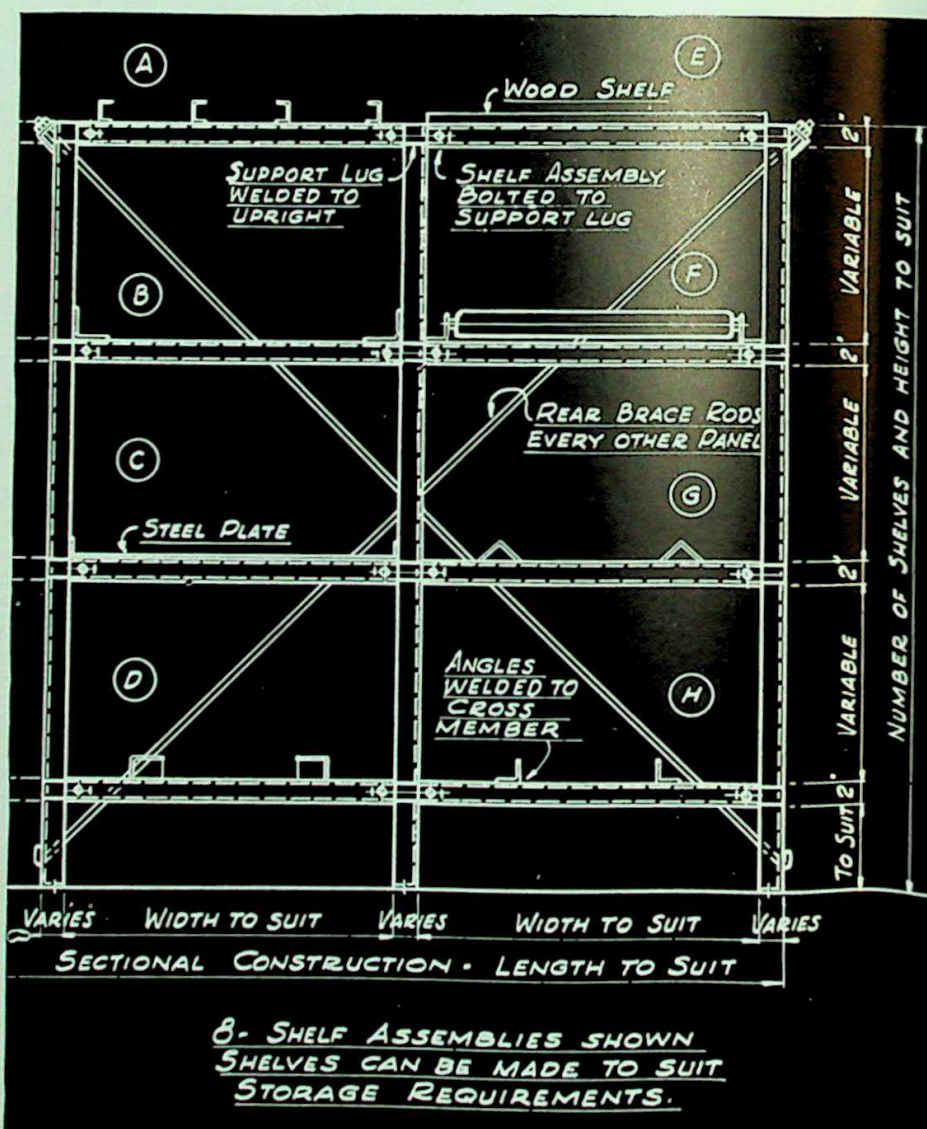 A
E
WOOD SHELF
SUPPORT LUG
WELDED TO
UPRIGHT
SHELF ASSEMBLY
BOLTED TO
SUPPORT LUG
2"
VARIABLE
B
F
2"
REAR BRACE RODS
EVERY OTHER PANEL
VARIABLE
C
G
STEEL PLATE
2"
D
ANGLES
WELDED TO
CROSS
MEMBER
H
VARIABLE
2"
TO SUIT
NUMBER OF SHELVES AND HEIGHT TO SUIT
VARIES WIDTH TO SUIT VARIES WIDTH TO SUIT VARIES
SECTIONAL CONSTRUCTION - LENGTH TO SUIT
8- SHELF ASSEMBLIES SHOWN
SHELVES CAN BE MADE TO SUIT
STORAGE REQUIREMENTS.